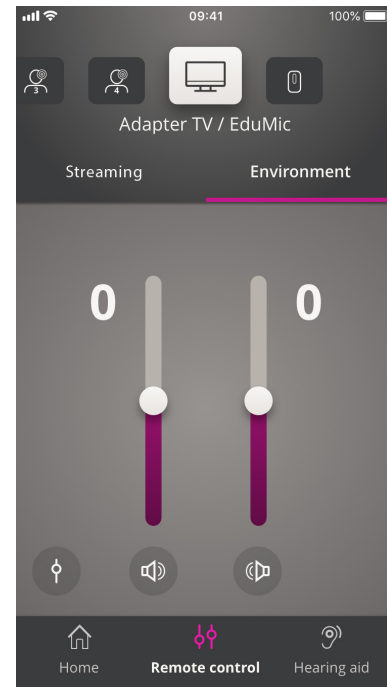 09:41 100%
3 4
Adapter TV / EduMic
Streaming Environment
0 0
Home Remote control Hearing aid